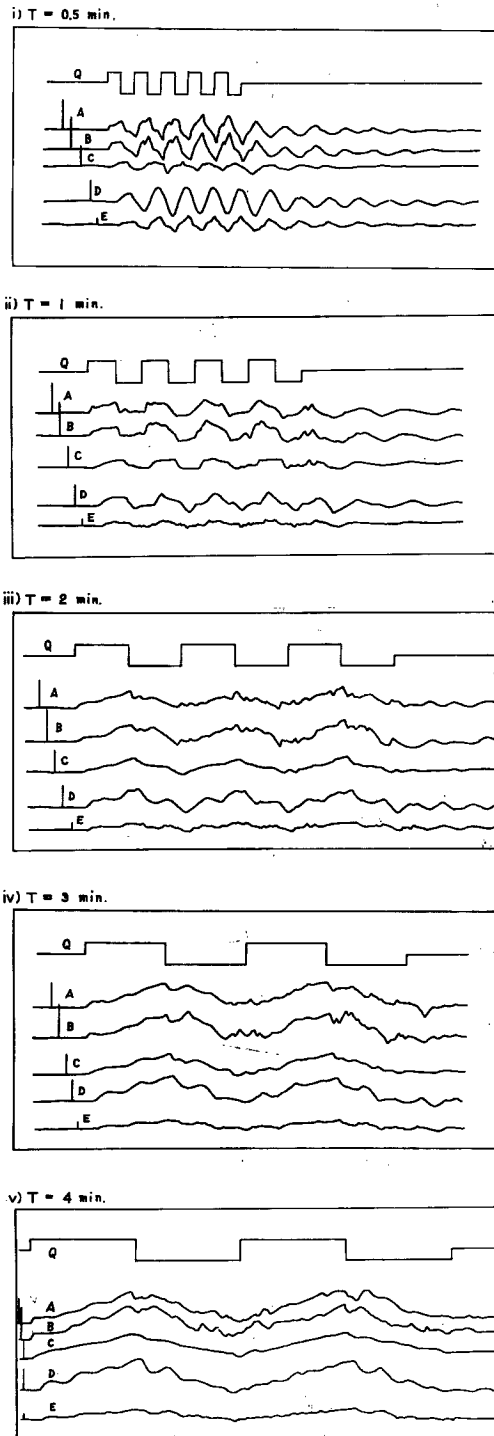 i) T = 0.5 min.
Q
A
B
C
D
E
ii) T = 1 min.
Q
A
B
C
D
E
iii) T = 2 min.
Q
A
B
C
D
E
iv) T = 3 min.
Q
A
B
C
D
E
v) T = 4 min.
Q
A
B
C
D
E